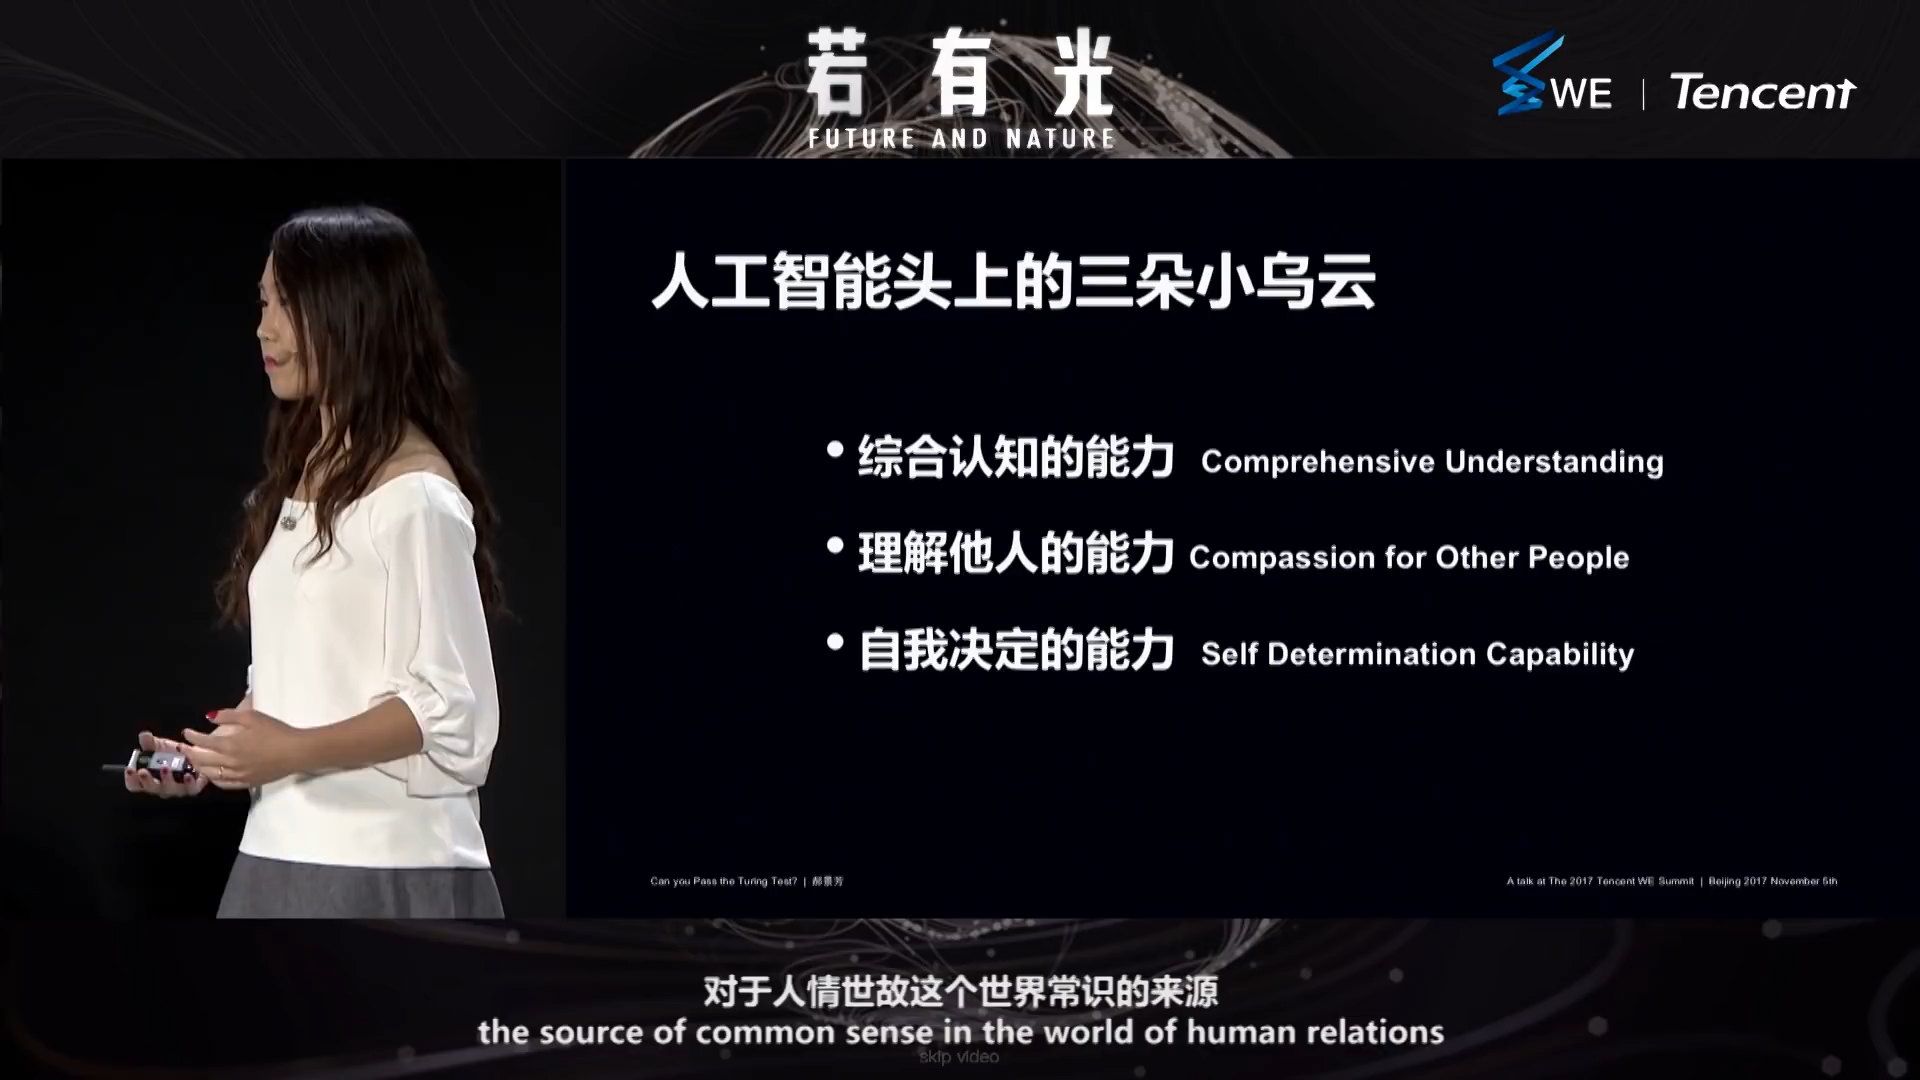 若有光
FUTURE AND NATURE
WE | Tencent
人工智能头上的三朵小乌云
• 综合认知的能力 Comprehensive Understanding
• 理解他人的能力 Compassion for Other People
• 自我决定的能力 Self Determination Capability
Can you Pass the Turing Test? | 郝景芳
A talk at The 2017 Tencent WE Summit | Beijing 2017 November 5th
对于人情世故这个世界常识的来源
the source of common sense in the world of human relations
skip video